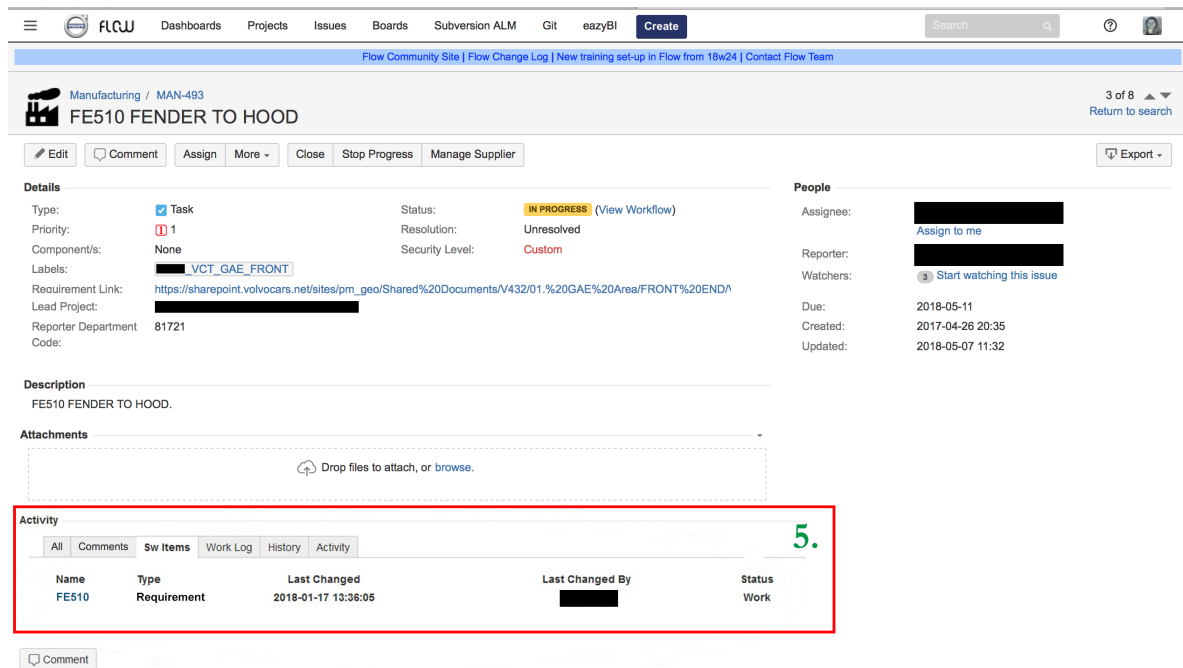 VOLVO FLOW Dashboards Projects Issues Boards Subversion ALM Git eazyBI Create Search
Flow Community Site | Flow Change Log | New training set-up in Flow from 18w24 | Contact Flow Team
Manufacturing / MAN-493
FE510 FENDER TO HOOD
3 of 8
Return to search
Edit Comment Assign More Close Stop Progress Manage Supplier Export
Details
Type: Task
Priority: 1
Component/s: None
Labels: _VCT_GAE_FRONT
Requirement Link: https://sharepoint.volvocars.net/sites/pm_geo/Shared%20Documents/V432/01.%20GAE%20Area/FRONT%20END/\
Lead Project:
Reporter Department Code: 81721
Status: IN PROGRESS (View Workflow)
Resolution: Unresolved
Security Level: Custom
People
Assignee:
Assign to me
Reporter:
Watchers: 3 Start watching this issue
Due: 2018-05-11
Created: 2017-04-26 20:35
Updated: 2018-05-07 11:32
Description
FE510 FENDER TO HOOD.
Attachments
Drop files to attach, or browse.
Activity
5.
All Comments Sw Items Work Log History Activity
Name Type Last Changed Last Changed By Status
FE510 Requirement 2018-01-17 13:36:05 Work
Comment